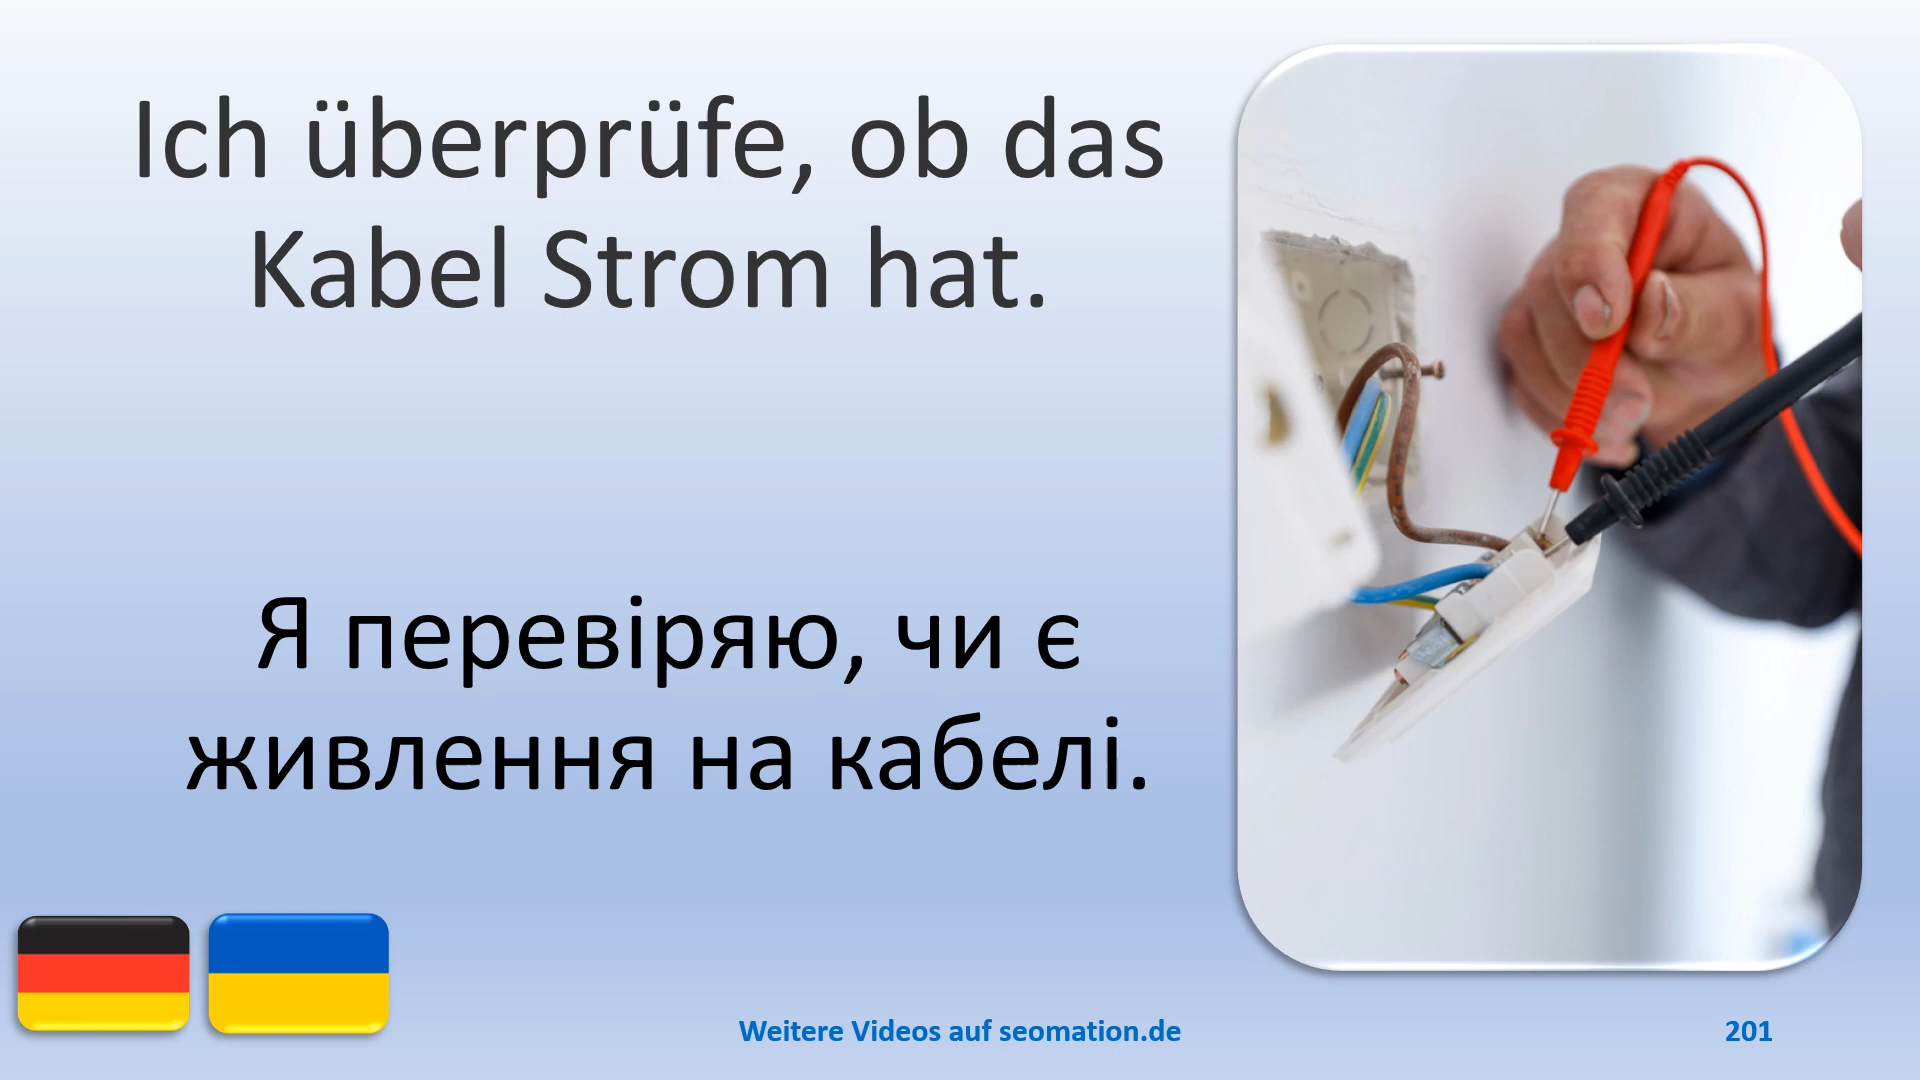 Ich überprüfe, ob das
Kabel Strom hat.
Я перевіряю, чи є
живлення на кабелі.
Weitere Videos auf seomation.de
201